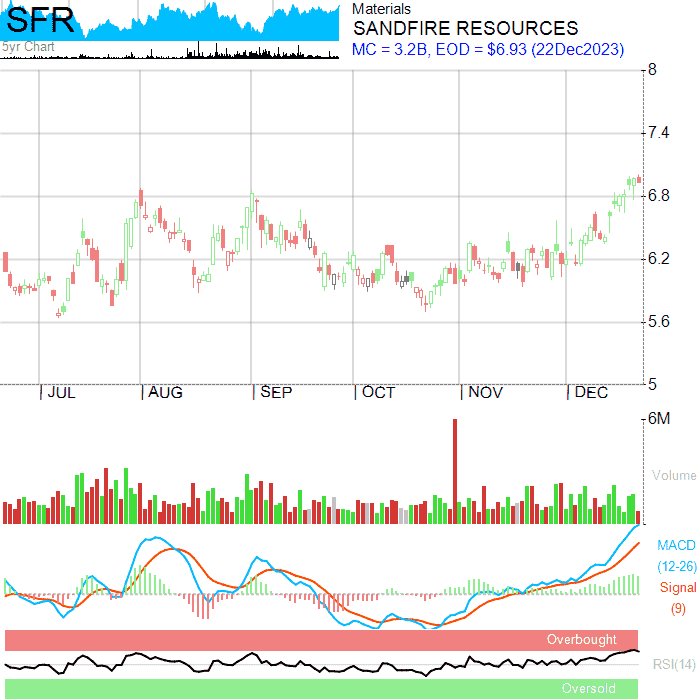 SFR
5yr Chart
Materials
SANDFIRE RESOURCES
MC = 3.2B, EOD = $6.93 (22Dec2023)
8
7.4
6.8
6.2
5.6
5
JUL AUG SEP OCT NOV DEC
6M
Volume
MACD
(12-26)
Signal
(9)
Overbought
RSI(14)
Oversold